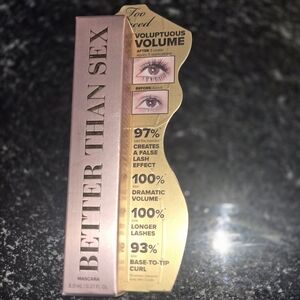 Too
Faced
VOLUPTUOUS
VOLUME
AFTER
BEFORE
97%
CREATES
A FALSE
LASH
EFFECT
100%
DRAMATIC
VOLUME
100%
LONGER
LASHES
93%
BASE-TO-TIP
CURL
BETTER THAN SEX
MASCARA